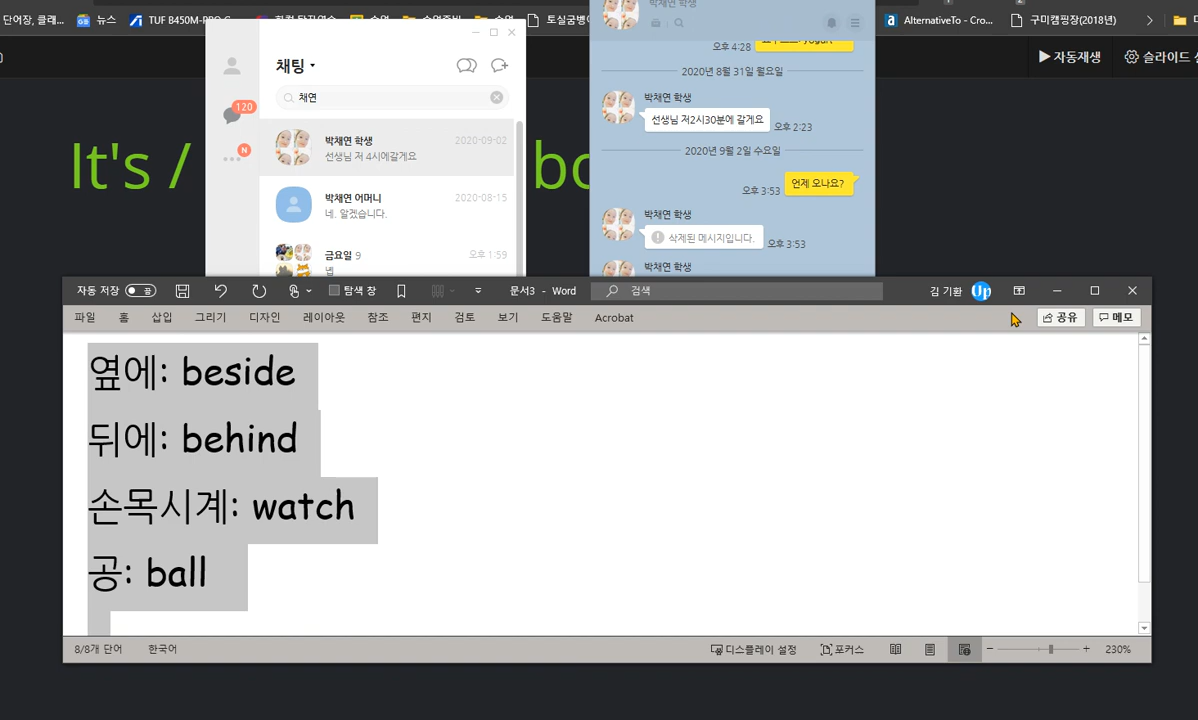 단어장, 클래...
뉴스
TUF B450M-PRO G...
토실굼벵이
AlternativeTo - Cro...
구미캠핑장(2018년)
자동재생
It's /
채팅
채연
120
N
박채연 학생
2020-09-02
선생님 저 4시에갈게요
박채연 어머니
2020-08-15
네. 알겠습니다.
금요일 9
오후 1:59
넵
박채연 학생
오후 4:28
2020년 8월 31일 월요일
박채연 학생
선생님 저2시30분에 갈게요
오후 2:23
2020년 9월 2일 수요일
오후 3:53
언제 오나요?
박채연 학생
삭제된 메시지입니다.
오후 3:53
박채연 학생
자동 저장
탐색 창
문서3 - Word
검색
김 기환
Up
파일 홈 삽입 그리기 디자인 레이아웃 참조 편지 검토 보기 도움말 Acrobat
공유
메모
옆에: beside
뒤에: behind
손목시계: watch
공: ball
8/8개 단어
한국어
디스플레이 설정
포커스
230%